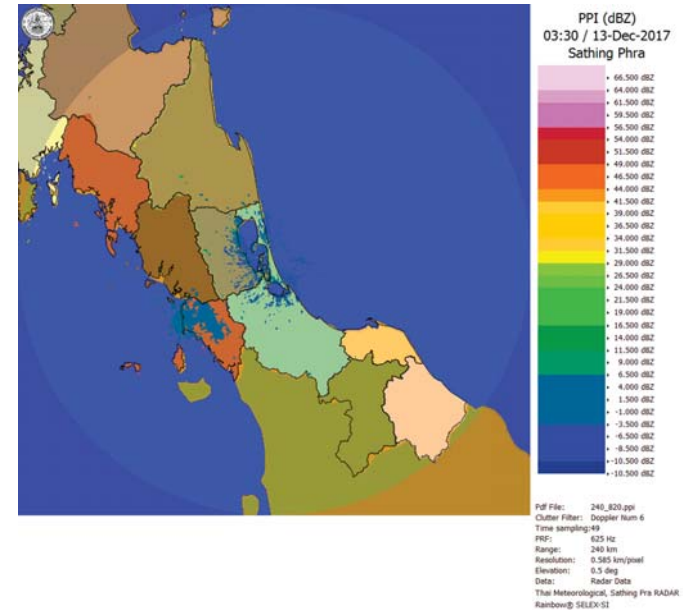 PPI (dBZ)
03:30 / 13-Dec-2017
Sathing Phra
66.500 dBZ
64.000 dBZ
61.500 dBZ
59.500 dBZ
56.500 dBZ
54.000 dBZ
51.500 dBZ
49.000 dBZ
46.500 dBZ
44.000 dBZ
41.500 dBZ
39.000 dBZ
36.500 dBZ
34.000 dBZ
31.500 dBZ
29.000 dBZ
26.500 dBZ
24.000 dBZ
21.500 dBZ
19.000 dBZ
16.500 dBZ
14.000 dBZ
11.500 dBZ
9.000 dBZ
6.500 dBZ
4.000 dBZ
1.500 dBZ
-1.000 dBZ
-3.500 dBZ
-6.500 dBZ
-8.500 dBZ
-10.500 dBZ
-10.500 dBZ
Pdf File: 240_820.ppi
Clutter Filter: Doppler Num 6
Time sampling:49
PRF: 625 Hz
Range: 240 km
Resolution: 0.585 km/pixel
Elevation: 0.5 deg
Data: Radar Data
Thai Meteorological, Sathing Fra RADAR
Rainbow® SELEX-SI